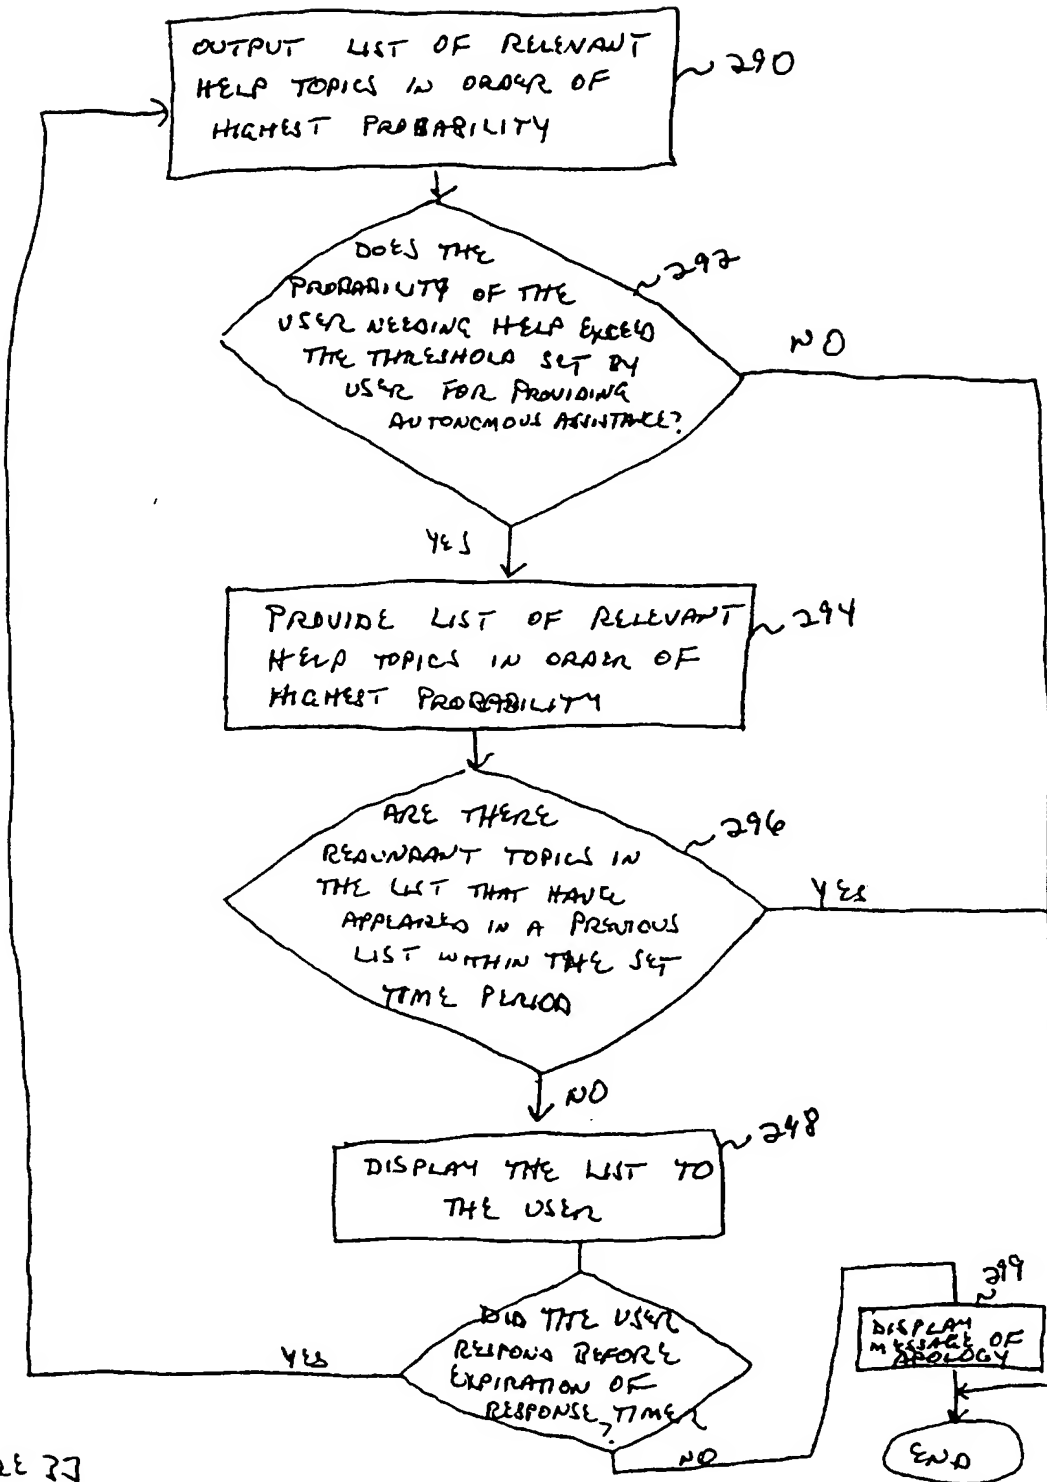 OUTPUT LIST OF RELEVANT
HELP TOPICS IN ORDER OF
HIGHEST PROBABILITY
290
DOES THE
PROBABILITY OF THE
USER NEEDING HELP EXCEED
THE THRESHOLD SET BY
USER FOR PROVIDING
AUTONOMOUS ASSISTANCE?
292
NO
YES
PROVIDE LIST OF RELEVANT
HELP TOPICS IN ORDER OF
HIGHEST PROBABILITY
294
ARE THERE
REDUNDANT TOPICS IN
THE LIST THAT HAVE
APPEARED IN A PREVIOUS
LIST WITHIN THE SET
TIME PERIOD
296
YES
NO
DISPLAY THE LIST TO
THE USER
298
DID THE USER
RESPOND BEFORE
EXPIRATION OF
RESPONSE TIMER
?
YES
NO
299
DISPLAY
MESSAGE OF
APOLOGY
END
33